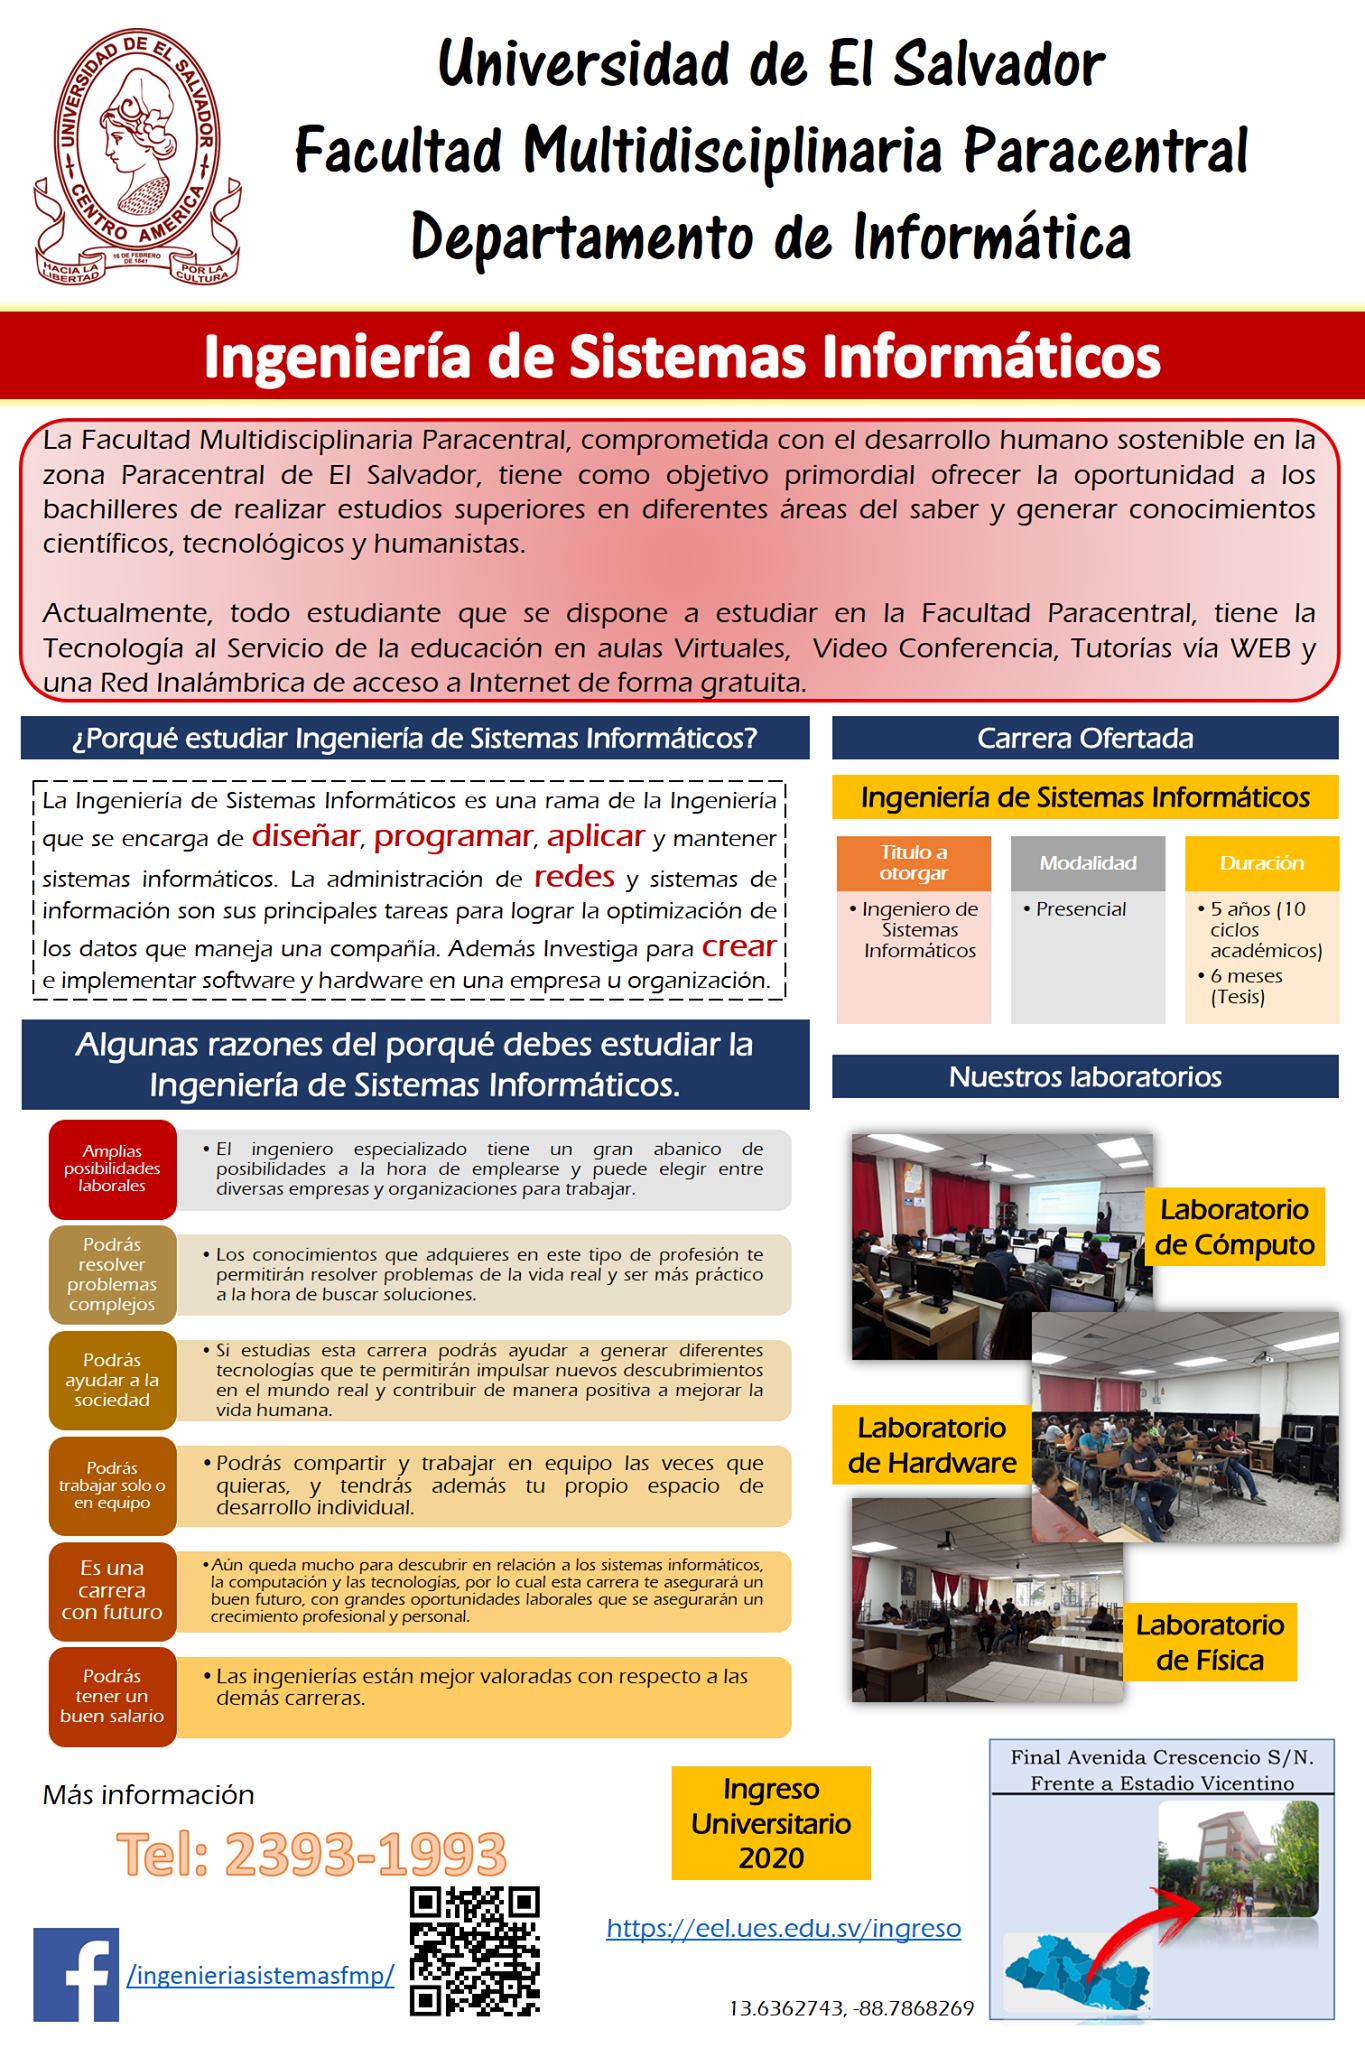 UNIVERSIDAD DE EL SALVADOR
CENTRO AMERICA
HACIA LA
LIBERTAD
16 DE FEBRERO
DE 1841
POR LA
CULTURA
Universidad de El Salvador
Facultad Multidisciplinaria Paracentral
Departamento de Informática
Ingeniería de Sistemas Informáticos
La Facultad Multidisciplinaria Paracentral, comprometida con el desarrollo humano sostenible en la
zona Paracentral de El Salvador, tiene como objetivo primordial ofrecer la oportunidad a los
bachilleres de realizar estudios superiores en diferentes áreas del saber y generar conocimientos
científicos, tecnológicos y humanistas.
Actualmente, todo estudiante que se dispone a estudiar en la Facultad Paracentral, tiene la
Tecnología al Servicio de la educación en aulas Virtuales, Video Conferencia, Tutorías vía WEB y
una Red Inalámbrica de acceso a Internet de forma gratuita.
¿Porqué estudiar Ingeniería de Sistemas Informáticos?
La Ingeniería de Sistemas Informáticos es una rama de la Ingeniería
que se encarga de diseñar, programar, aplicar y mantener
sistemas informáticos. La administración de redes y sistemas de
información son sus principales tareas para lograr la optimización de
los datos que maneja una compañía. Además Investiga para crear
e implementar software y hardware en una empresa u organización.
Carrera Ofertada
Ingeniería de Sistemas Informáticos
Titulo a
otorgar
• Ingeniero de
Sistemas
Informáticos
Modalidad
• Presencial
Duración
• 5 años (10
ciclos
académicos)
• 6 meses
(Tesis)
Algunas razones del porqué debes estudiar la
Ingeniería de Sistemas Informáticos.
Amplias
posibilidades
laborales
• El ingeniero especializado tiene un gran abanico de
posibilidades a la hora de emplearse y puede elegir entre
diversas empresas y organizaciones para trabajar.
Podrás
resolver
problemas
complejos
• Los conocimientos que adquieres en este tipo de profesión te
permitirán resolver problemas de la vida real y ser más práctico
a la hora de buscar soluciones.
Podrás
ayudar a la
sociedad
• Si estudias esta carrera podrás ayudar a generar diferentes
tecnologías que te permitirán impulsar nuevos descubrimientos
en el mundo real y contribuir de manera positiva a mejorar la
vida humana.
Podrás
trabajar solo o
en equipo
• Podrás compartir y trabajar en equipo las veces que
quieras, y tendrás además tu propio espacio de
desarrollo individual.
Es una
carrera
con futuro
• Aún queda mucho para descubrir en relación a los sistemas informáticos,
la computación y las tecnologías, por lo cual esta carrera te asegurará un
buen futuro, con grandes oportunidades laborales que se asegurarán un
crecimiento profesional y personal.
Podrás
tener un
buen salario
• Las ingenierías están mejor valoradas con respecto a las
demás carreras.
Nuestros laboratorios
Laboratorio
de Cómputo
Laboratorio
de Hardware
Laboratorio
de Física
Más información
Tel: 2393-1993
f
/ingenieriasistemasfmp/
Ingreso
Universitario
2020
https://eel.ues.edu.sv/ingreso
13.6362743, -88.7868269
Final Avenida Crescencio S/N.
Frente a Estadio Vicentino